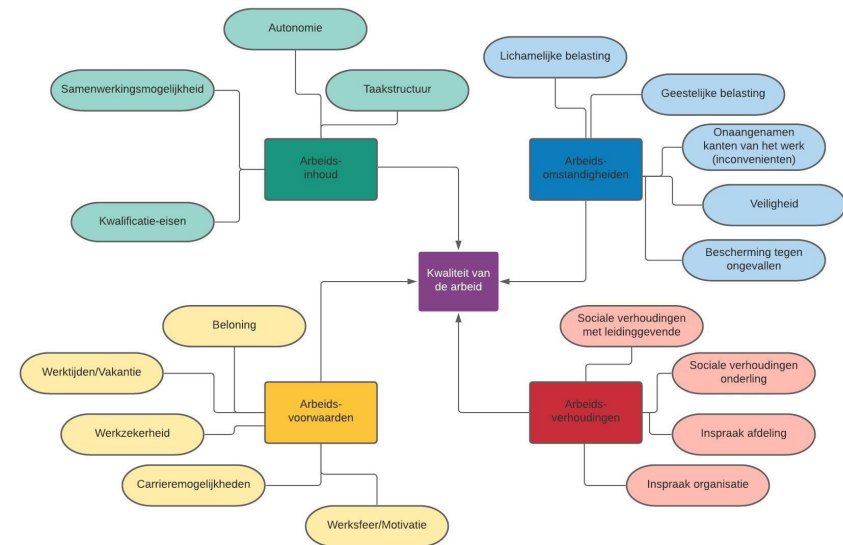 Autonomie
Samenwerkingsmogelijkheid
Taakstructuur
Arbeids-
inhoud
Kwalificatie-eisen
Lichamelijke belasting
Geestelijke belasting
Onaangenamen
kanten van het werk
(inconvenienten)
Arbeids-
omstandigheden
Veiligheid
Bescherming tegen
ongevallen
Kwaliteit van
de arbeid
Beloning
Werktijden/Vakantie
Arbeids-
voorwaarden
Werkzekerheid
Carrieremogelijkheden
Werksfeer/Motivatie
Sociale verhoudingen
met leidinggevende
Sociale verhoudingen
onderling
Arbeids-
verhoudingen
Inspraak afdeling
Inspraak organisatie